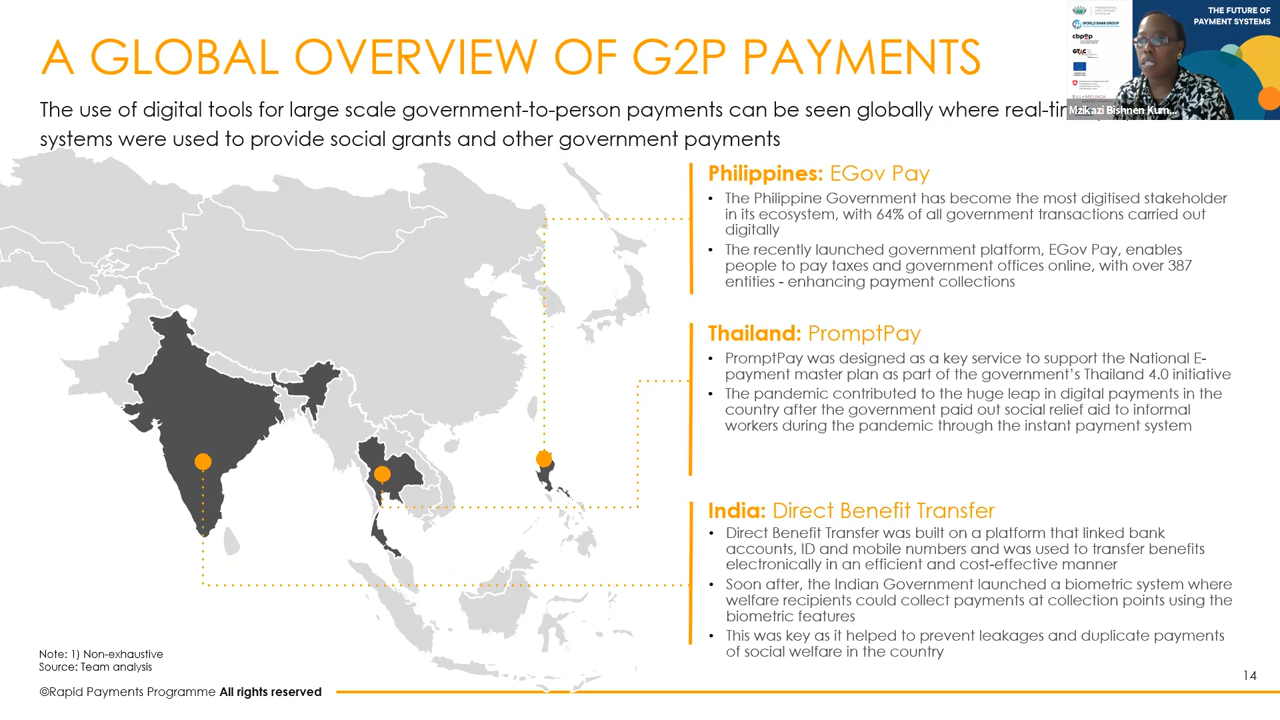 A GLOBAL OVERVIEW OF G2P PAYMENTS
THE FUTURE OF
PAYMENT SYSTEMS
WORLD BANK GROUP
Mzikazi Bishnen Kum...
The use of digital tools for large scale government-to-person payments can be seen globally where real-tim
systems were used to provide social grants and other government payments
Philippines: EGov Pay
• The Philippine Government has become the most digitised stakeholder
in its ecosystem, with 64% of all government transactions carried out
digitally
• The recently launched government platform, EGov Pay, enables
people to pay taxes and government offices online, with over 387
entities - enhancing payment collections
Thailand: PromptPay
• PromptPay was designed as a key service to support the National E-
payment master plan as part of the government's Thailand 4.0 initiative
• The pandemic contributed to the huge leap in digital payments in the
country after the government paid out social relief aid to informal
workers during the pandemic through the instant payment system
India: Direct Benefit Transfer
• Direct Benefit Transfer was built on a platform that linked bank
accounts, ID and mobile numbers and was used to transfer benefits
electronically in an efficient and cost-effective manner
• Soon after, the Indian Government launched a biometric system where
welfare recipients could collect payments at collection points using the
biometric features
• This was key as it helped to prevent leakages and duplicate payments
of social welfare in the country
Note: 1) Non-exhaustive
Source: Team analysis
©Rapid Payments Programme All rights reserved
14